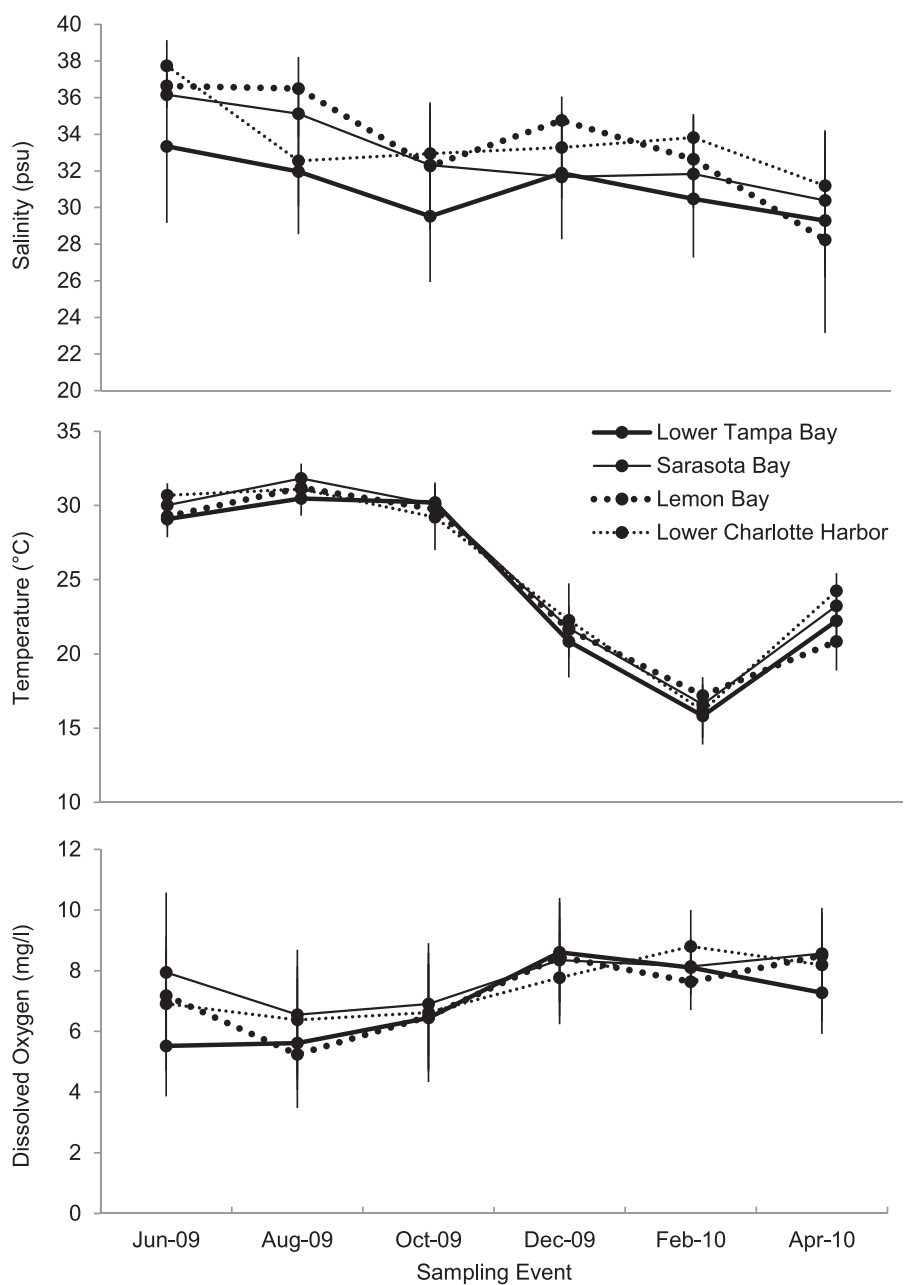 40
38
36
34
32
30
28
26
24
22
20
Salinity (psu)
35
30
25
20
15
10
Temperature (°C)
Lower Tampa Bay
Sarasota Bay
Lemon Bay
Lower Charlotte Harbor
12
10
8
6
4
2
0
Dissolved Oxygen (mg/l)
Jun-09 Aug-09 Oct-09 Dec-09 Feb-10 Apr-10
Sampling Event